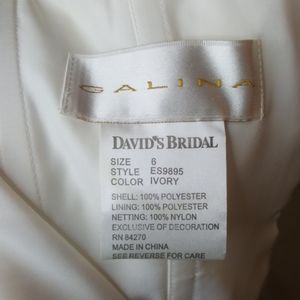 GALINA
DAVID'S BRIDAL
SIZE 6
STYLE ES9895
COLOR IVORY
SHELL: 100% POLYESTER
LINING: 100% POLYESTER
NETTING: 100% NYLON
EXCLUSIVE OF DECORATION
RN 84270
MADE IN CHINA
SEE REVERSE FOR CARE